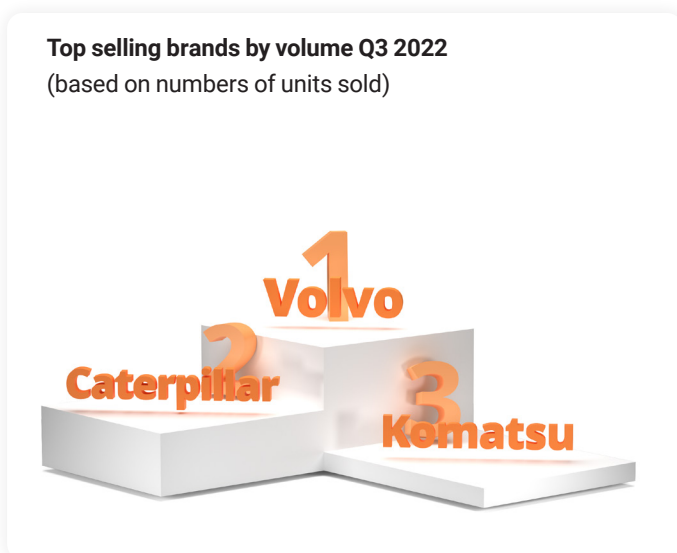 Top selling brands by volume Q3 2022
(based on numbers of units sold)
1
Volvo
2
Caterpillar
3
Komatsu